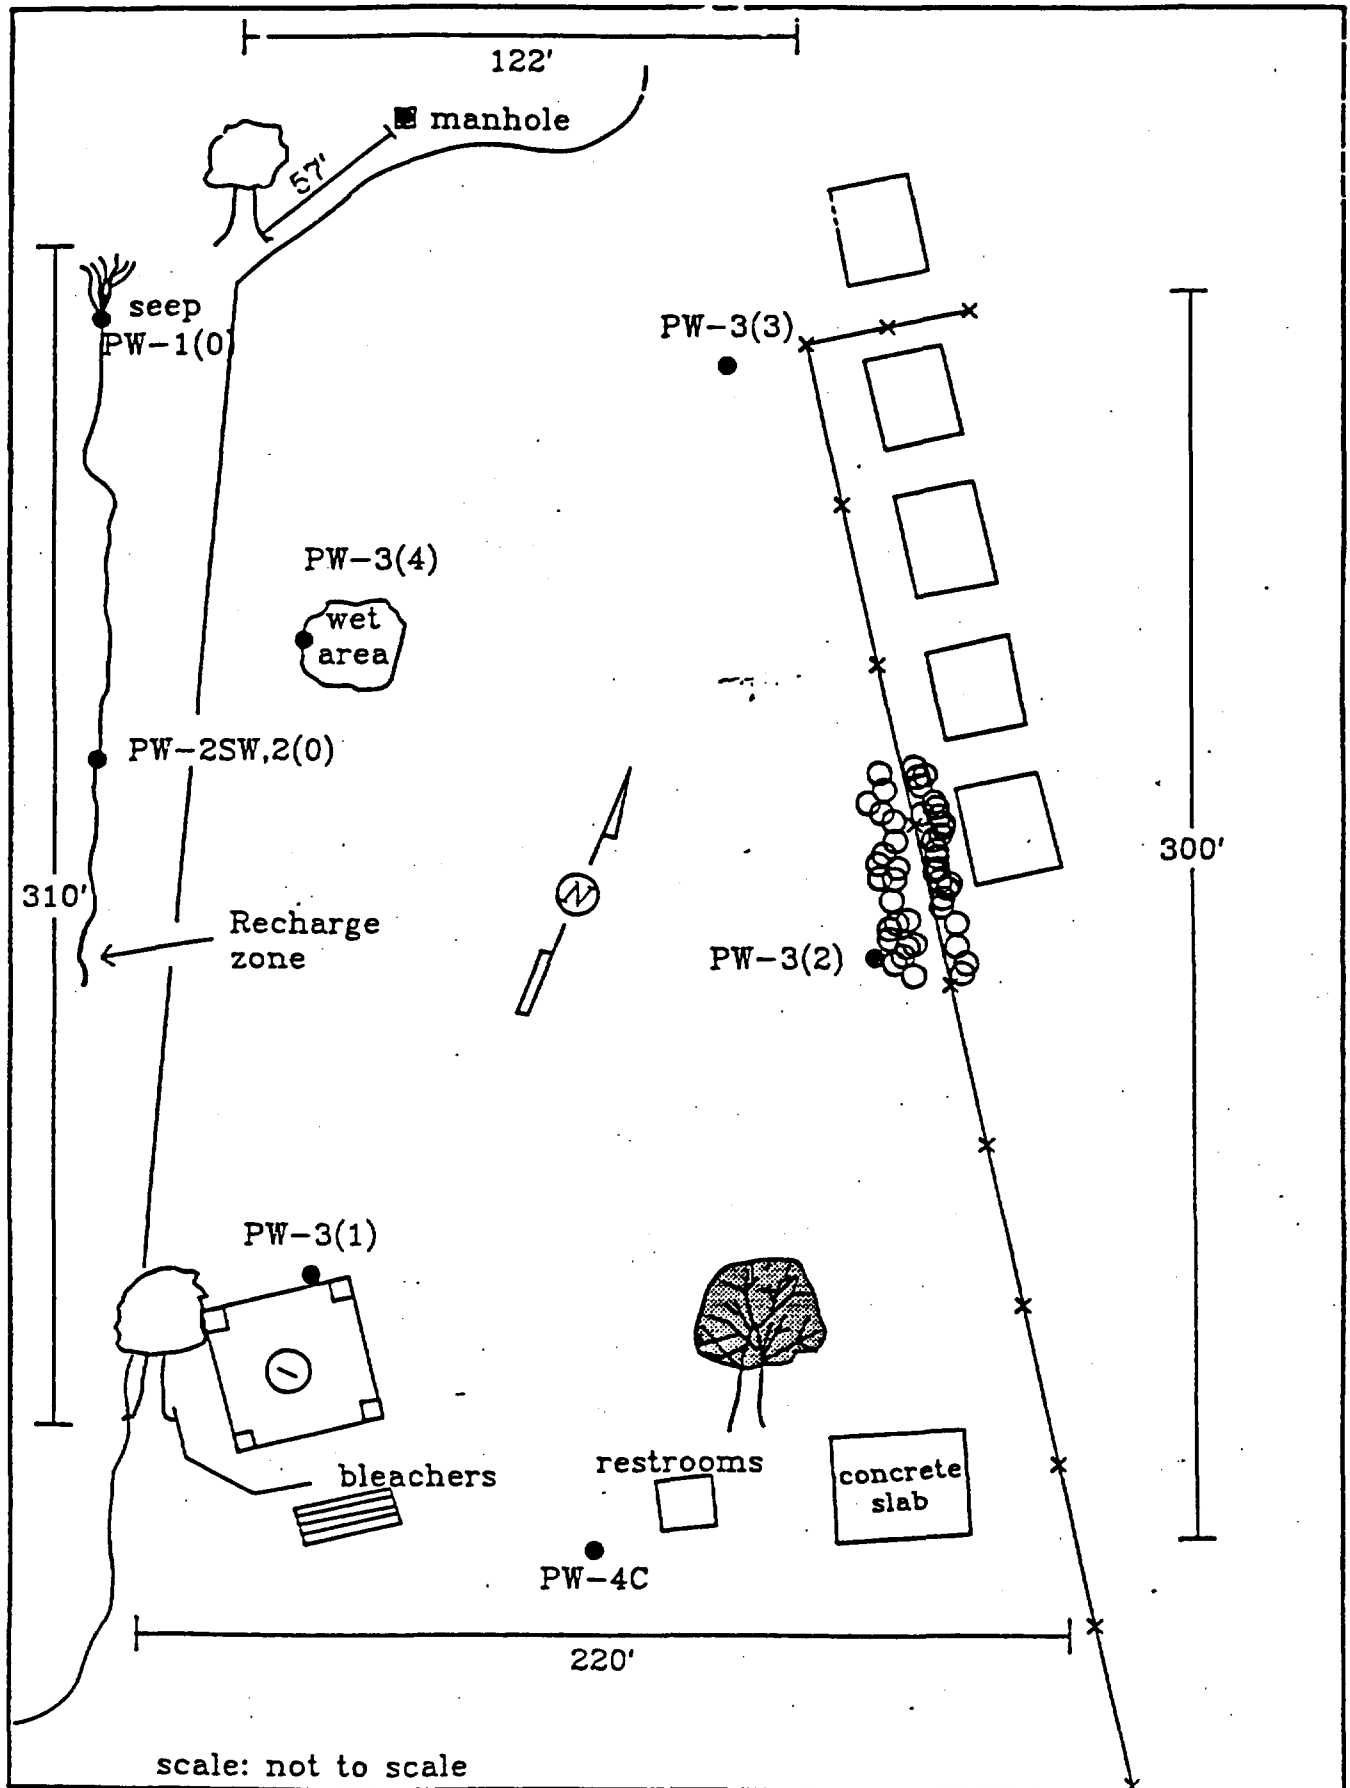 122'
manhole
57'
seep
PW-1(0)
PW-3(3)
PW-3(4)
wet
area
PW-2SW,2(0)
310'
300'
N
Recharge
zone
PW-3(2)
PW-3(1)
bleachers
restrooms
concrete
slab
PW-4C
220'
scale: not to scale